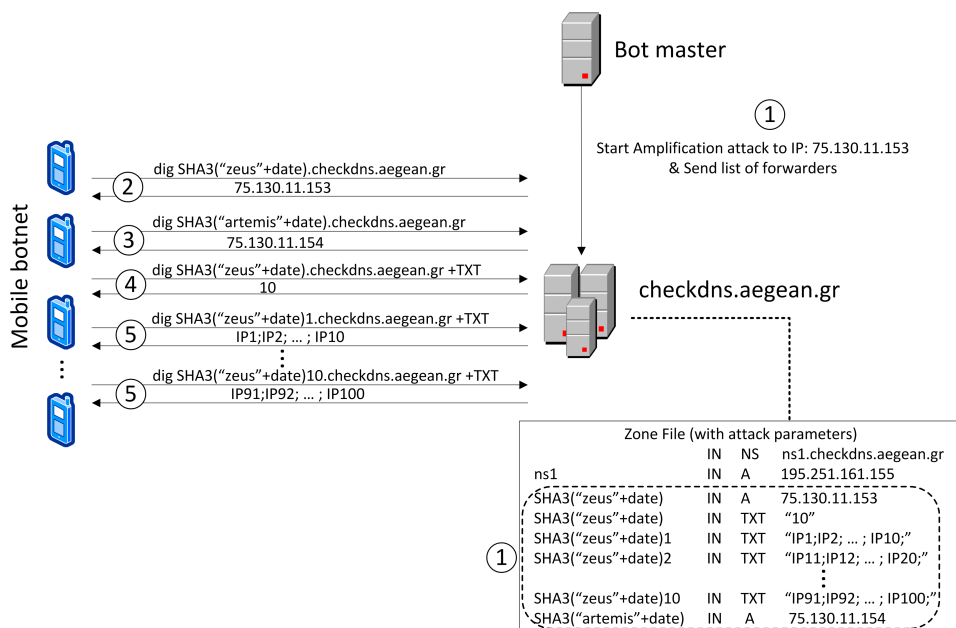 Bot master
1
Start Amplification attack to IP: 75.130.11.153
& Send list of forwarders
Mobile botnet
dig SHA3(“zeus”+date).checkdns.aegean.gr
2
75.130.11.153
dig SHA3(“artemis”+date).checkdns.aegean.gr
3
75.130.11.154
dig SHA3(“zeus”+date).checkdns.aegean.gr +TXT
4
10
dig SHA3(“zeus”+date)1.checkdns.aegean.gr +TXT
5
IP1;IP2; ... ; IP10
dig SHA3(“zeus”+date)10.checkdns.aegean.gr +TXT
5
IP91;IP92; ... ; IP100
checkdns.aegean.gr
Zone File (with attack parameters)
IN NS ns1.checkdns.aegean.gr
ns1 IN A 195.251.161.155
SHA3(“zeus”+date) IN A 75.130.11.153
SHA3(“zeus”+date) IN TXT “10”
SHA3(“zeus”+date)1 IN TXT “IP1;IP2; ... ; IP10;”
SHA3(“zeus”+date)2 IN TXT “IP11;IP12; ... ; IP20;”
1
SHA3(“zeus”+date)10 IN TXT “IP91;IP92; ... ; IP100;”
SHA3(“artemis”+date) IN A 75.130.11.154